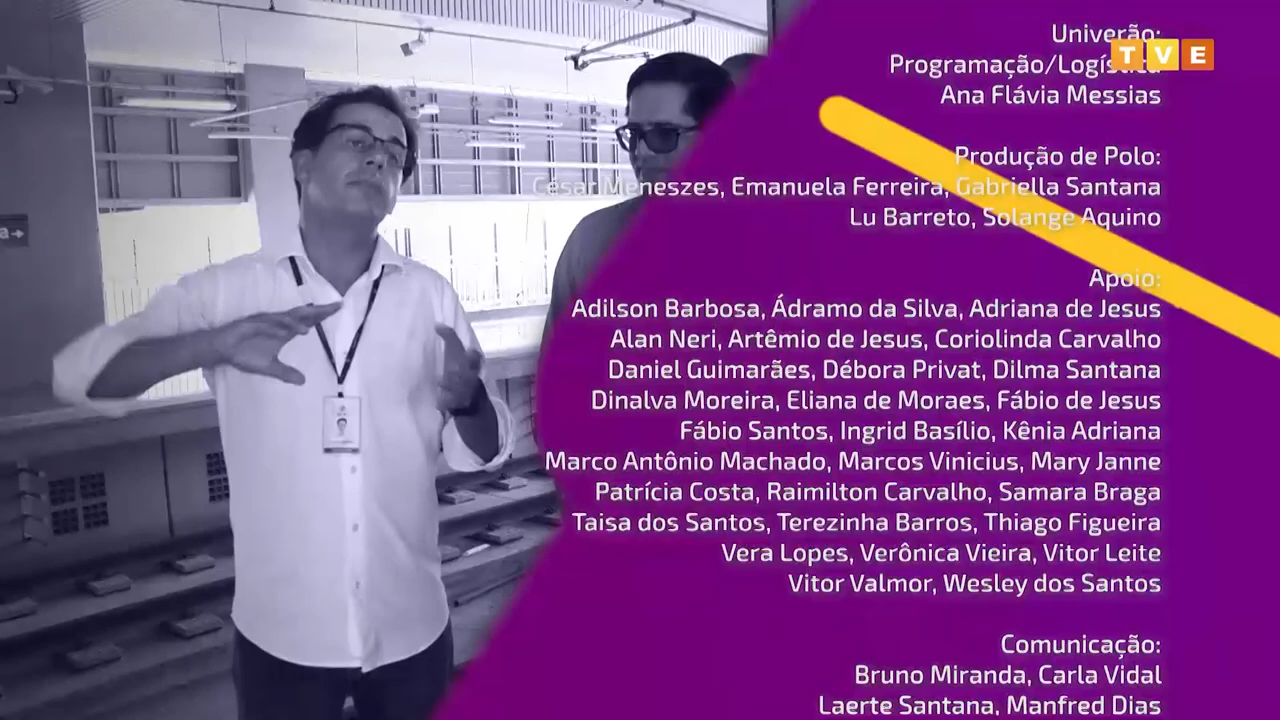 Univerão:
TVE
Programação/Logística
Ana Flávia Messias
Produção de Polo:
César Meneszes, Emanuela Ferreira, Gabriella Santana
Lu Barreto, Solange Aquino
Apoio:
Adilson Barbosa, Ádramo da Silva, Adriana de Jesus
Alan Neri, Artêmio de Jesus, Coriolinda Carvalho
Daniel Guimarães, Débora Privat, Dilma Santana
Dinalva Moreira, Eliana de Moraes, Fábio de Jesus
Fábio Santos, Ingrid Basílio, Kênia Adriana
Marco Antônio Machado, Marcos Vinicius, Mary Janne
Patrícia Costa, Raimilton Carvalho, Samara Braga
Taisa dos Santos, Terezinha Barros, Thiago Figueira
Vera Lopes, Verônica Vieira, Vitor Leite
Vitor Valmor, Wesley dos Santos
Comunicação:
Bruno Miranda, Carla Vidal
Laerte Santana, Manfred Dias